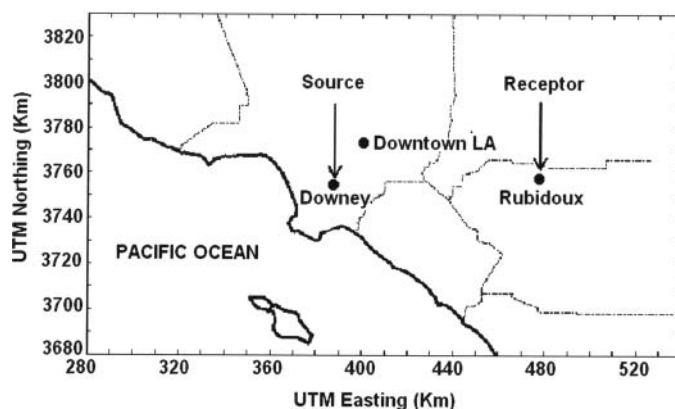 3820
3800
3780
3760
3740
3720
3700
3680
UTM Northing (Km)
Source
Receptor
Downtown LA
Downey
Rubidoux
PACIFIC OCEAN
280 320 360 400 440 480 520
UTM Easting (Km)